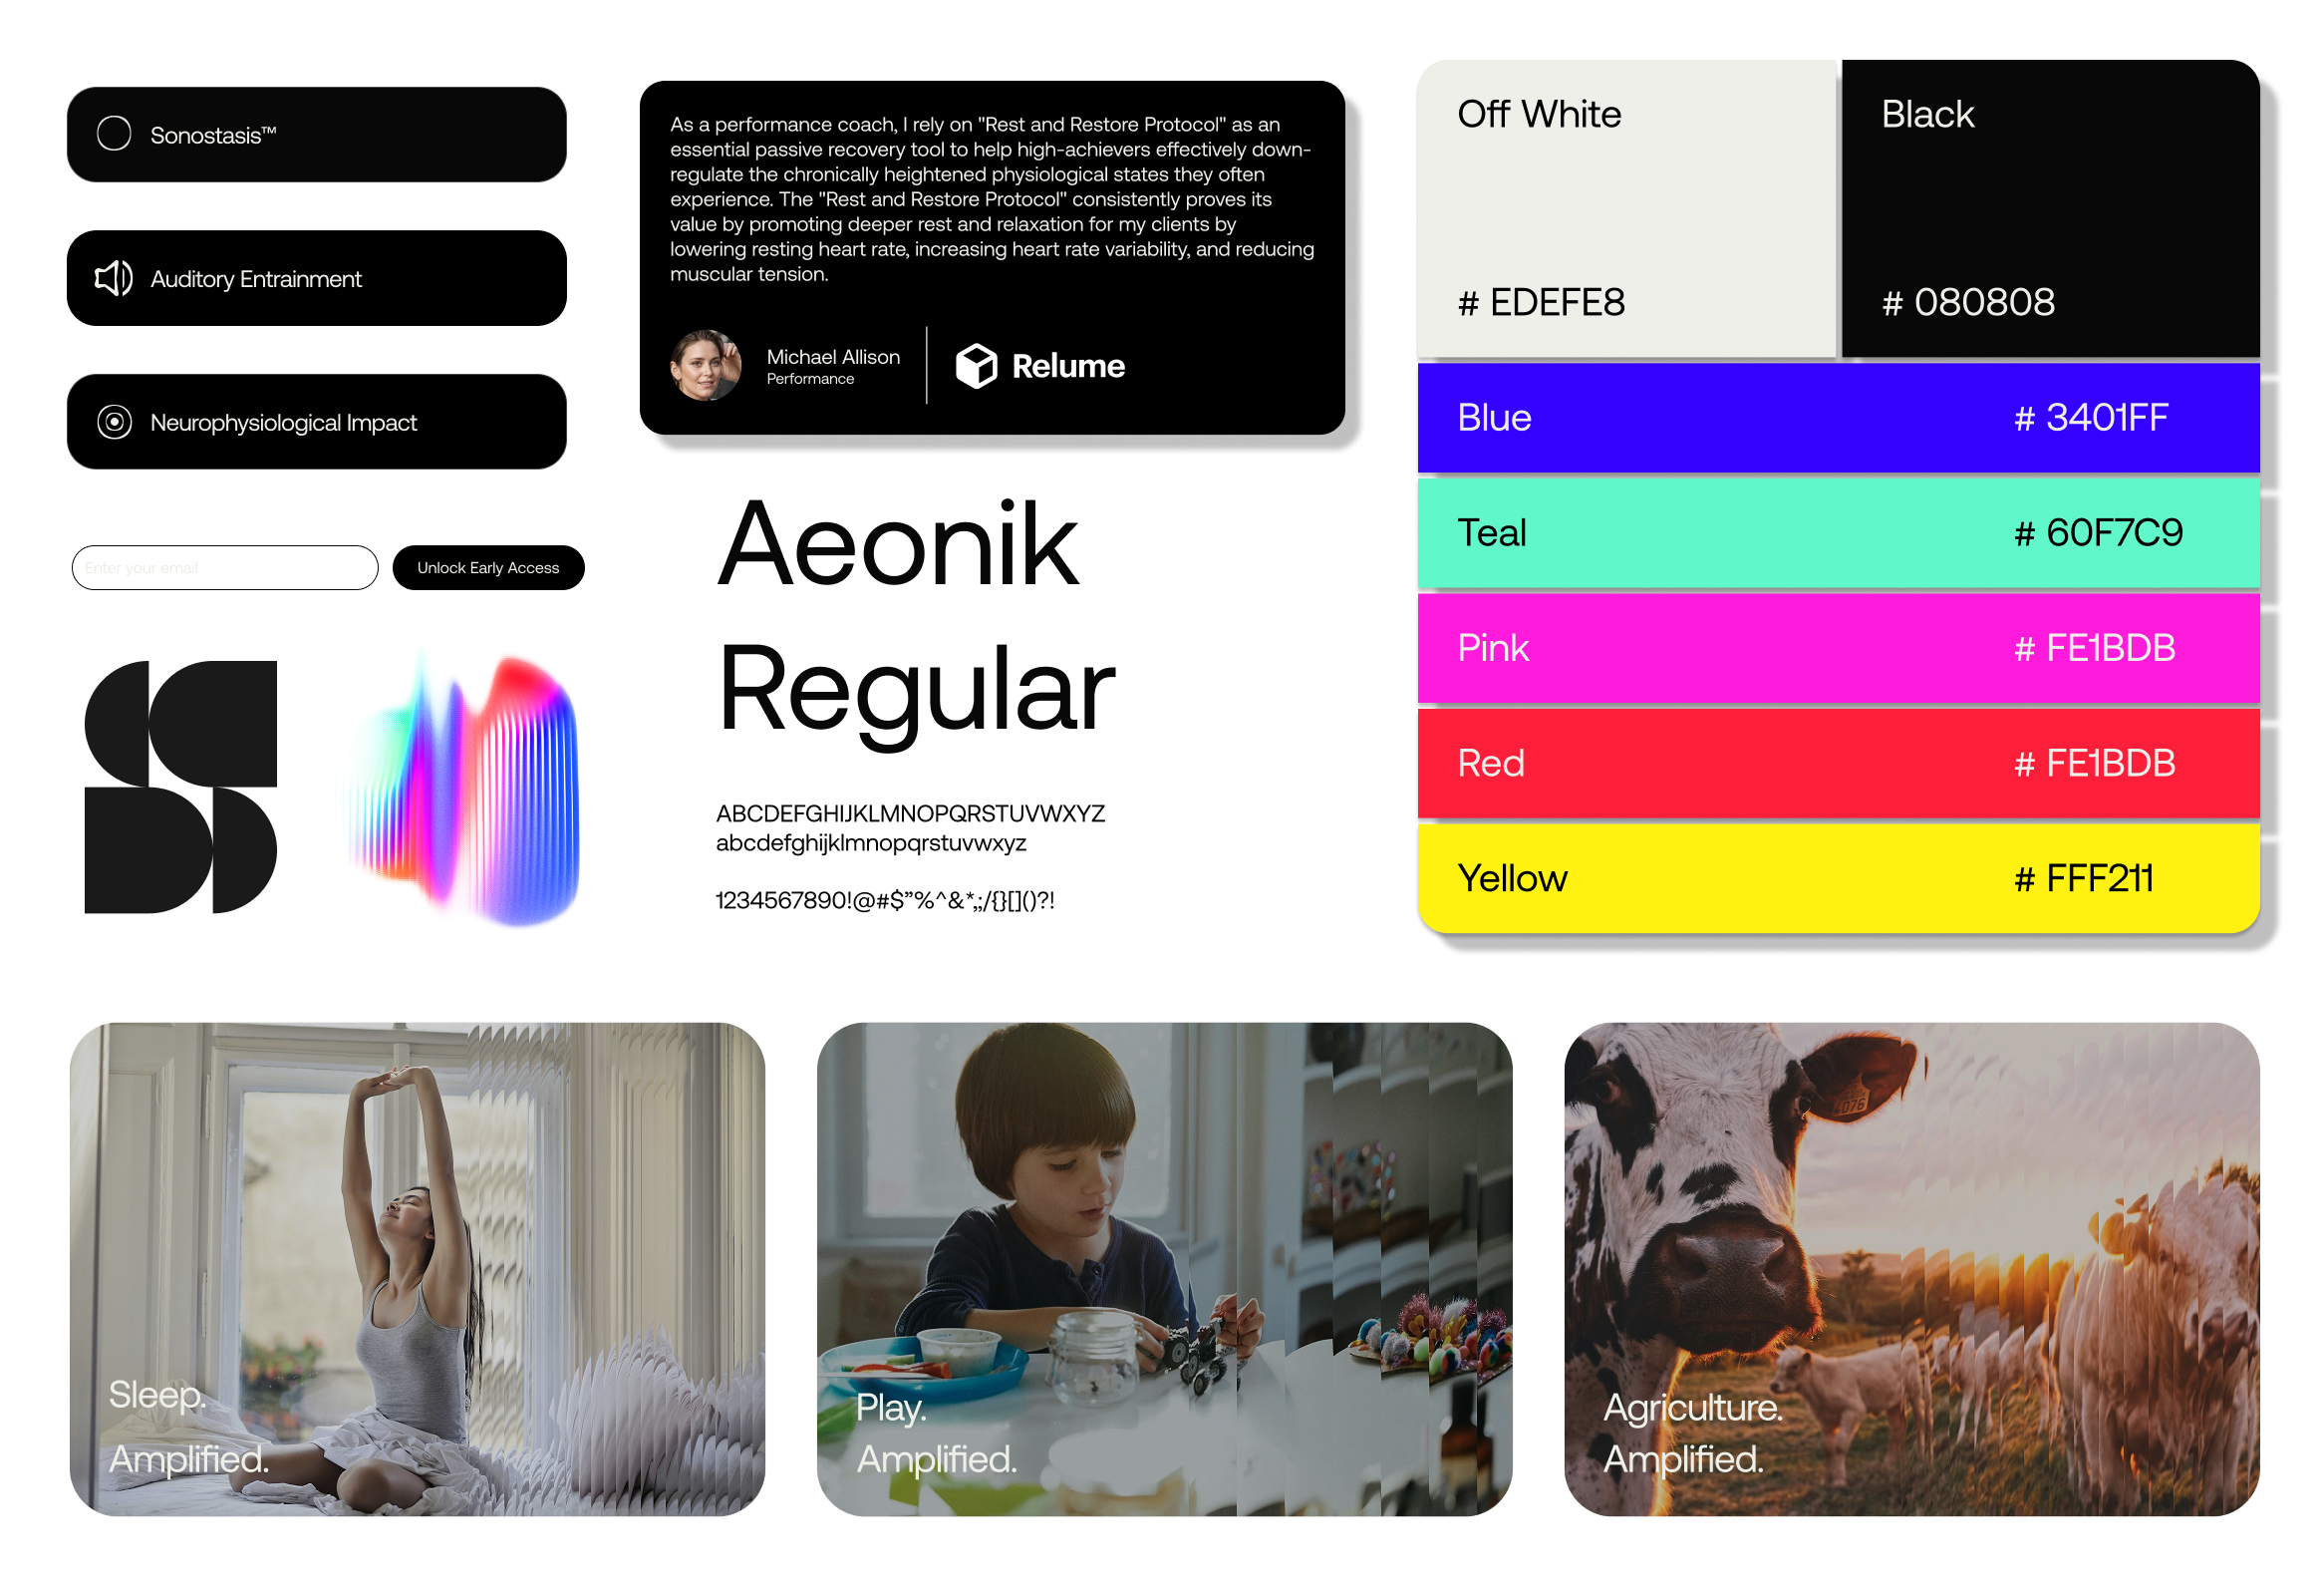 Sonostasis™
Auditory Entrainment
Neurophysiological Impact
Enter your email
Unlock Early Access
As a performance coach, I rely on "Rest and Restore Protocol" as an
essential passive recovery tool to help high-achievers effectively down-
regulate the chronically heightened physiological states they often
experience. The "Rest and Restore Protocol" consistently proves its
value by promoting deeper rest and relaxation for my clients by
lowering resting heart rate, increasing heart rate variability, and reducing
muscular tension.
Michael Allison
Performance
Relume
Aeonik
Regular
ABCDEFGHIJKLMNOPQRSTUVWXYZ
abcdefghijklmnopqrstuvwxyz
1234567890!@#$”%^&*,;/{}[]()?!
Off White
# EDEFE8
Black
# 080808
Blue # 3401FF
Teal # 60F7C9
Pink # FE1BDB
Red # FE1BDB
Yellow # FFF211
Sleep.
Amplified.
Play.
Amplified.
4076
Agriculture.
Amplified.